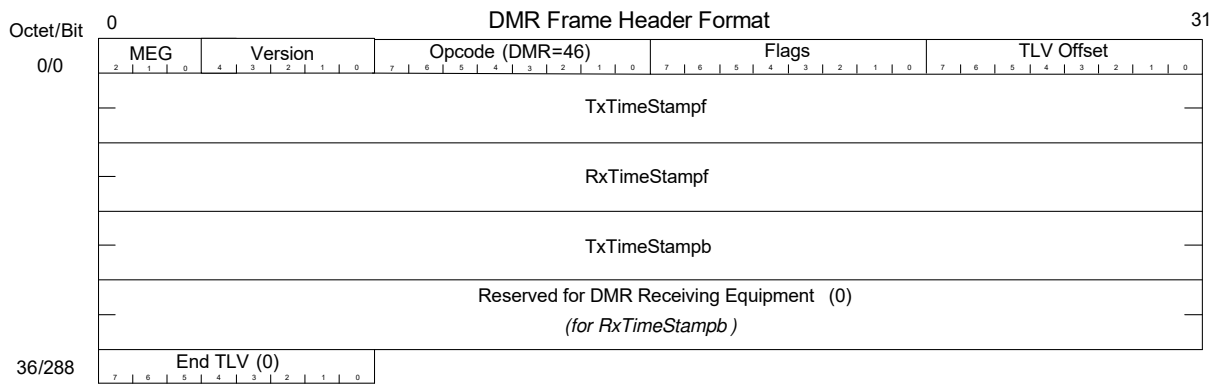 DMR Frame Header Format
Octet/Bit 0 31
MEG Version Opcode (DMR=46) Flags TLV Offset
0/0 2 1 0 4 3 2 1 0 7 6 5 4 3 2 1 0 7 6 5 4 3 2 1 0 7 6 5 4 3 2 1 0
TxTimeStampf
RxTimeStampf
TxTimeStampb
Reserved for DMR Receiving Equipment (0)
(for RxTimeStampb)
End TLV (0)
36/288 7 6 5 4 3 2 1 0